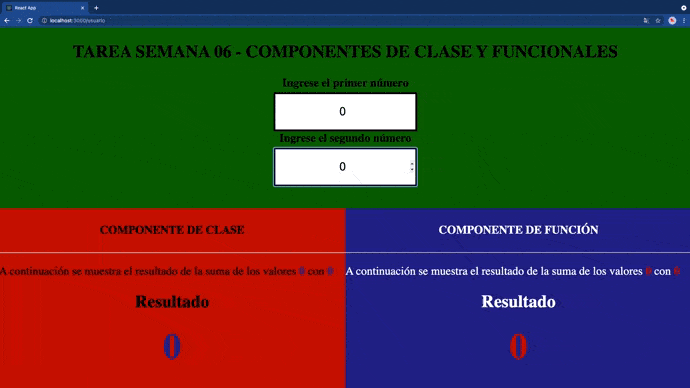 React App
localhost:3000/usuario
TAREA SEMANA 06 - COMPONENTES DE CLASE Y FUNCIONALES
Ingrese el primer número
0
Ingrese el segundo número
0
COMPONENTE DE CLASE
A continuación se muestra el resultado de la suma de los valores 0 con 0
Resultado
0
COMPONENTE DE FUNCIÓN
A continuación se muestra el resultado de la suma de los valores 0 con 0
Resultado
0